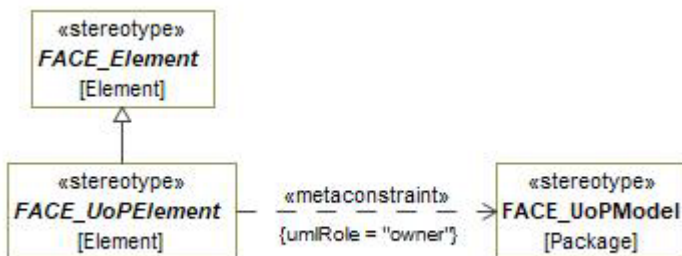 «stereotype»
FACE_Element
[Element]
«stereotype»
FACE_UoPElement
[Element]
«metaconstraint»
{umlRole = "owner"}
«stereotype»
FACE_UoPModel
[Package]